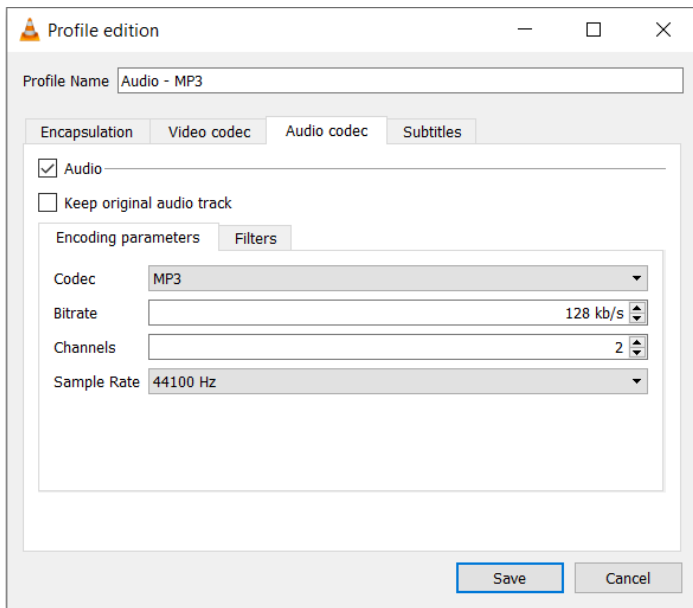 Profile edition
Profile Name Audio - MP3
Encapsulation Video codec Audio codec Subtitles
Audio
Keep original audio track
Encoding parameters Filters
Codec MP3
Bitrate 128 kb/s
Channels 2
Sample Rate 44100 Hz
Save Cancel